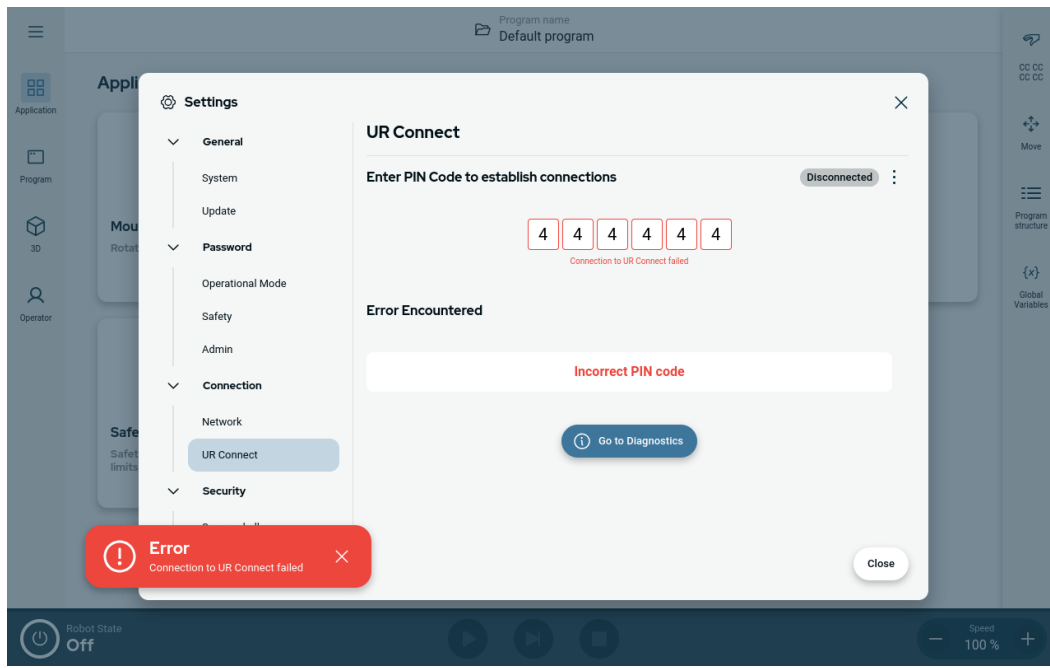 Program name
Default program
Application
Program
3D
Operator
Appli
Mou
Rotat
Safe
Safet
limits
Settings
General
System
Update
Password
Operational Mode
Safety
Admin
Connection
Network
UR Connect
Security
UR Connect
Enter PIN Code to establish connections
Disconnected
4 4 4 4 4 4
Connection to UR Connect failed
Error Encountered
Incorrect PIN code
Go to Diagnostics
Close
Error
Connection to UR Connect failed
CC CC
CC CC
Move
Program
structure
{x}
Global
Variables
Robot State
Off
Speed
100 %